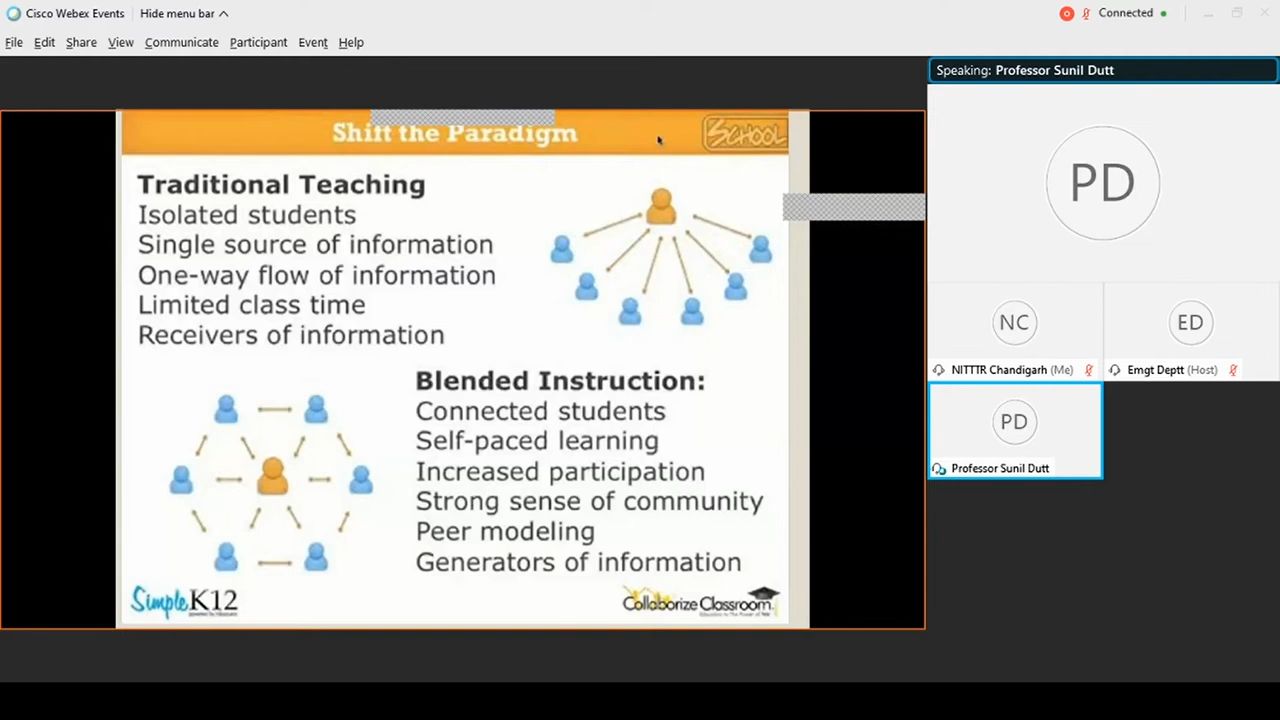 Cisco Webex Events Hide menu bar Connected
File Edit Share View Communicate Participant Event Help
Speaking: Professor Sunil Dutt
Shift the Paradigm
3SCHOOL
Traditional Teaching
Isolated students
Single source of information
One-way flow of information
Limited class time
Receivers of information
Blended Instruction:
Connected students
Self-paced learning
Increased participation
Strong sense of community
Peer modeling
Generators of information
SimpleK12
Collaborize Classroom
PD
NC
ED
NITTTR Chandigarh (Me)
Emgt Deptt (Host)
PD
Professor Sunil Dutt